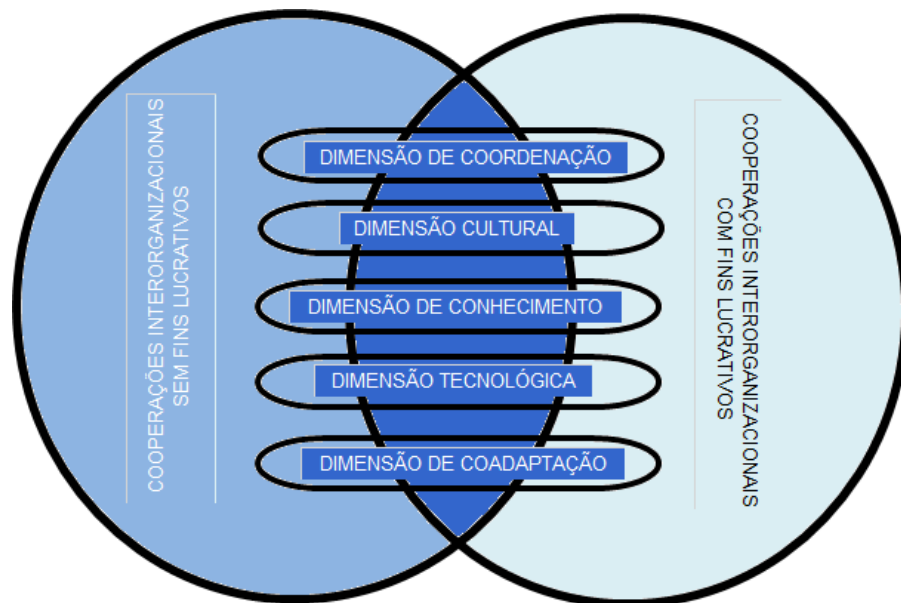 COOPERAÇÕES INTERORGANIZACIONAIS
SEM FINS LUCRATIVOS
DIMENSÃO DE COORDENAÇÃO
DIMENSÃO CULTURAL
DIMENSÃO DE CONHECIMENTO
DIMENSÃO TECNOLÓGICA
DIMENSÃO DE COADAPTAÇÃO
COOPERAÇÕES INTERORGANIZACIONAIS
COM FINS LUCRATIVOS